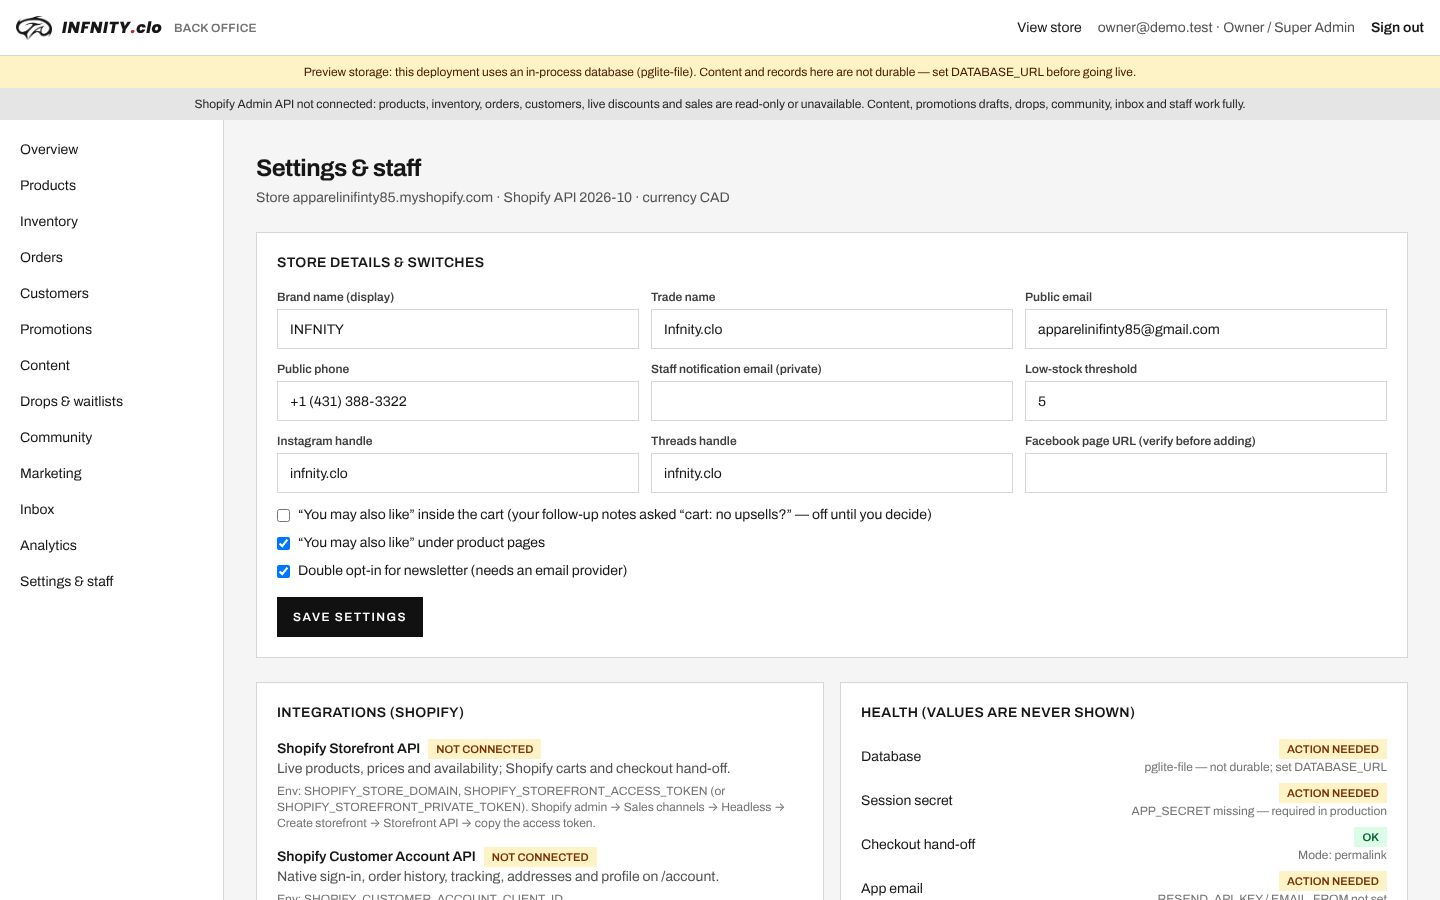 INFNITY.clo BACK OFFICE
View store owner@demo.test · Owner / Super Admin Sign out
Preview storage: this deployment uses an in-process database (pglite-file). Content and records here are not durable — set DATABASE_URL before going live.
Shopify Admin API not connected: products, inventory, orders, customers, live discounts and sales are read-only or unavailable. Content, promotions drafts, drops, community, inbox and staff work fully.
Overview
Products
Inventory
Orders
Customers
Promotions
Content
Drops & waitlists
Community
Marketing
Inbox
Analytics
Settings & staff
Settings & staff
Store apparelinifinty85.myshopify.com · Shopify API 2026-10 · currency CAD
STORE DETAILS & SWITCHES
Brand name (display) Trade name Public email
INFNITY Infnity.clo apparelinifinty85@gmail.com
Public phone Staff notification email (private) Low-stock threshold
+1 (431) 388-3322 5
Instagram handle Threads handle Facebook page URL (verify before adding)
infnity.clo infnity.clo
“You may also like” inside the cart (your follow-up notes asked “cart: no upsells?” — off until you decide)
“You may also like” under product pages
Double opt-in for newsletter (needs an email provider)
SAVE SETTINGS
INTEGRATIONS (SHOPIFY)
Shopify Storefront API NOT CONNECTED
Live products, prices and availability; Shopify carts and checkout hand-off.
Env: SHOPIFY_STORE_DOMAIN, SHOPIFY_STOREFRONT_ACCESS_TOKEN (or
SHOPIFY_STOREFRONT_PRIVATE_TOKEN). Shopify admin → Sales channels → Headless →
Create storefront → Storefront API → copy the access token.
Shopify Customer Account API NOT CONNECTED
Native sign-in, order history, tracking, addresses and profile on /account.
Env: SHOPIFY_CUSTOMER_ACCOUNT_CLIENT_ID
HEALTH (VALUES ARE NEVER SHOWN)
Database ACTION NEEDED
pglite-file — not durable; set DATABASE_URL
Session secret ACTION NEEDED
APP_SECRET missing — required in production
Checkout hand-off OK
Mode: permalink
App email ACTION NEEDED
RESEND_API_KEY / EMAIL_FROM not set